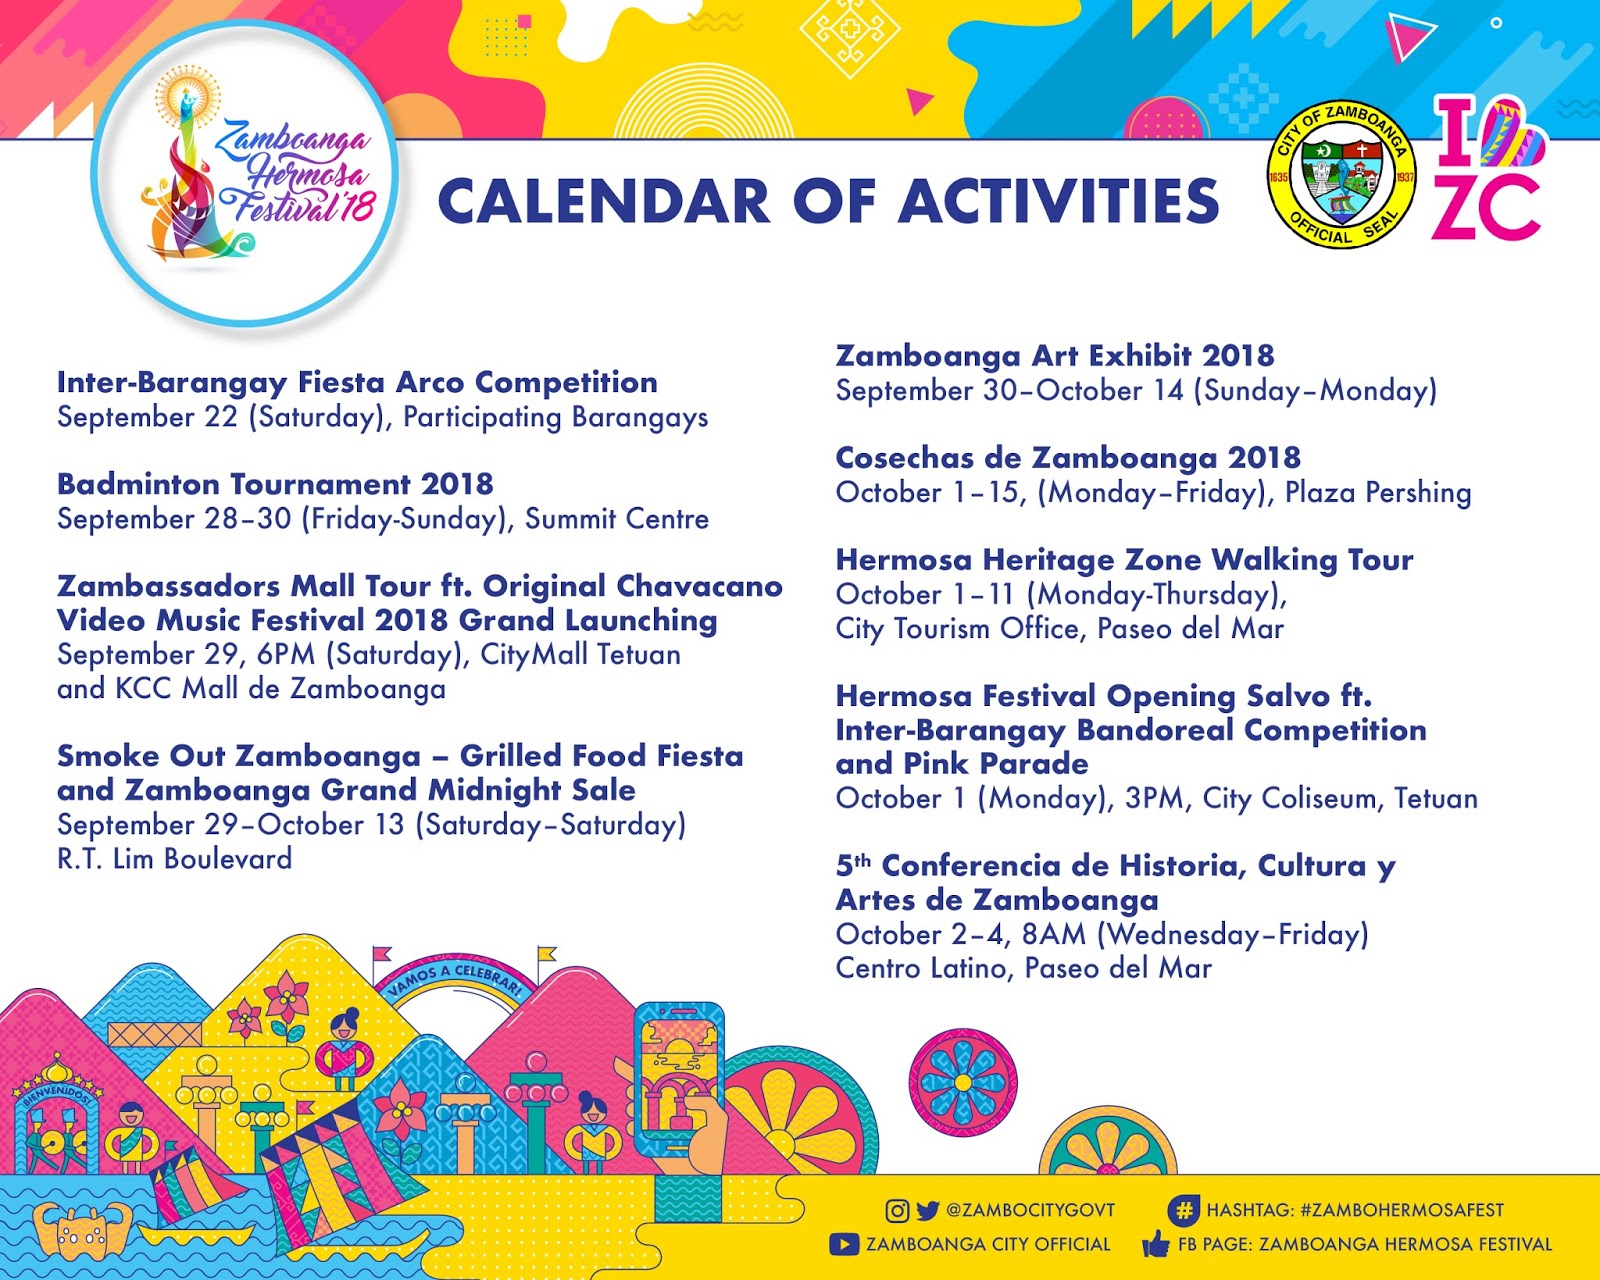 Zamboanga
Hermosa
Festival'18
CALENDAR OF ACTIVITIES
CITY OF ZAMBOANGA
1635
1937
OFFICIAL SEAL
I
ZC
Inter-Barangay Fiesta Arco Competition
September 22 (Saturday), Participating Barangays
Badminton Tournament 2018
September 28–30 (Friday-Sunday), Summit Centre
Zambassadors Mall Tour ft. Original Chavacano
Video Music Festival 2018 Grand Launching
September 29, 6PM (Saturday), CityMall Tetuan
and KCC Mall de Zamboanga
Smoke Out Zamboanga – Grilled Food Fiesta
and Zamboanga Grand Midnight Sale
September 29–October 13 (Saturday–Saturday)
R.T. Lim Boulevard
Zamboanga Art Exhibit 2018
September 30–October 14 (Sunday–Monday)
Cosechas de Zamboanga 2018
October 1–15, (Monday–Friday), Plaza Pershing
Hermosa Heritage Zone Walking Tour
October 1–11 (Monday-Thursday),
City Tourism Office, Paseo del Mar
Hermosa Festival Opening Salvo ft.
Inter-Barangay Bandoreal Competition
and Pink Parade
October 1 (Monday), 3PM, City Coliseum, Tetuan
5th Conferencia de Historia, Cultura y
Artes de Zamboanga
October 2–4, 8AM (Wednesday–Friday)
Centro Latino, Paseo del Mar
VAMOS A CELEBRAR!
¡BIENVENIDOS!
@ZAMBOCITYGOVT
# HASHTAG: #ZAMBOHERMOSAFEST
ZAMBOANGA CITY OFFICIAL
FB PAGE: ZAMBOANGA HERMOSA FESTIVAL